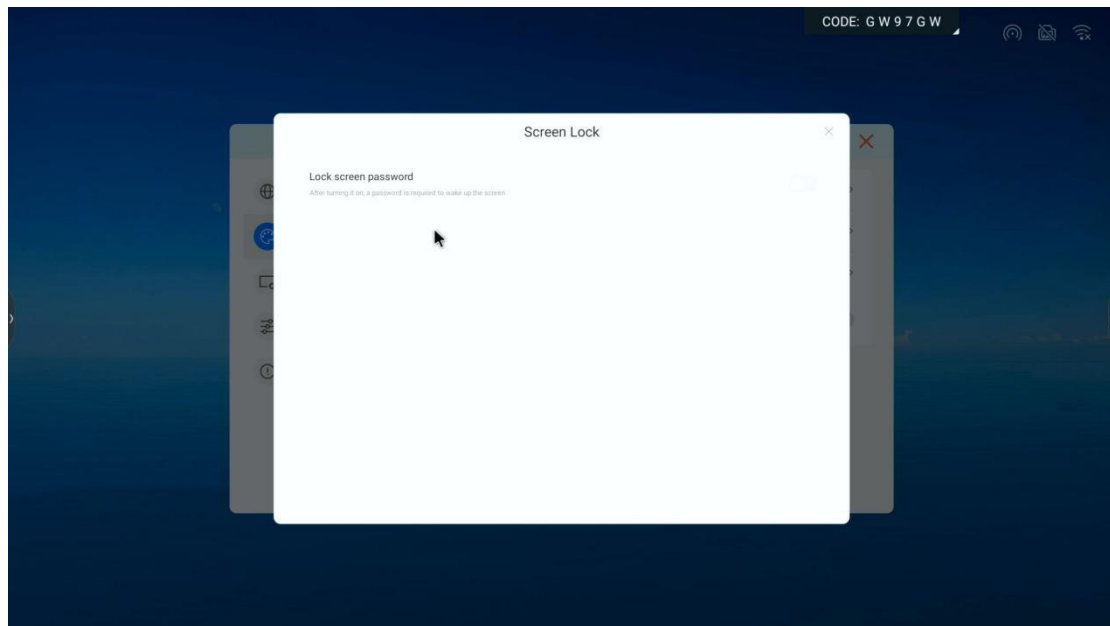 CODE: G W 9 7 G W
Screen Lock
Lock screen password
After turning it on, a password is required to wake up the screen